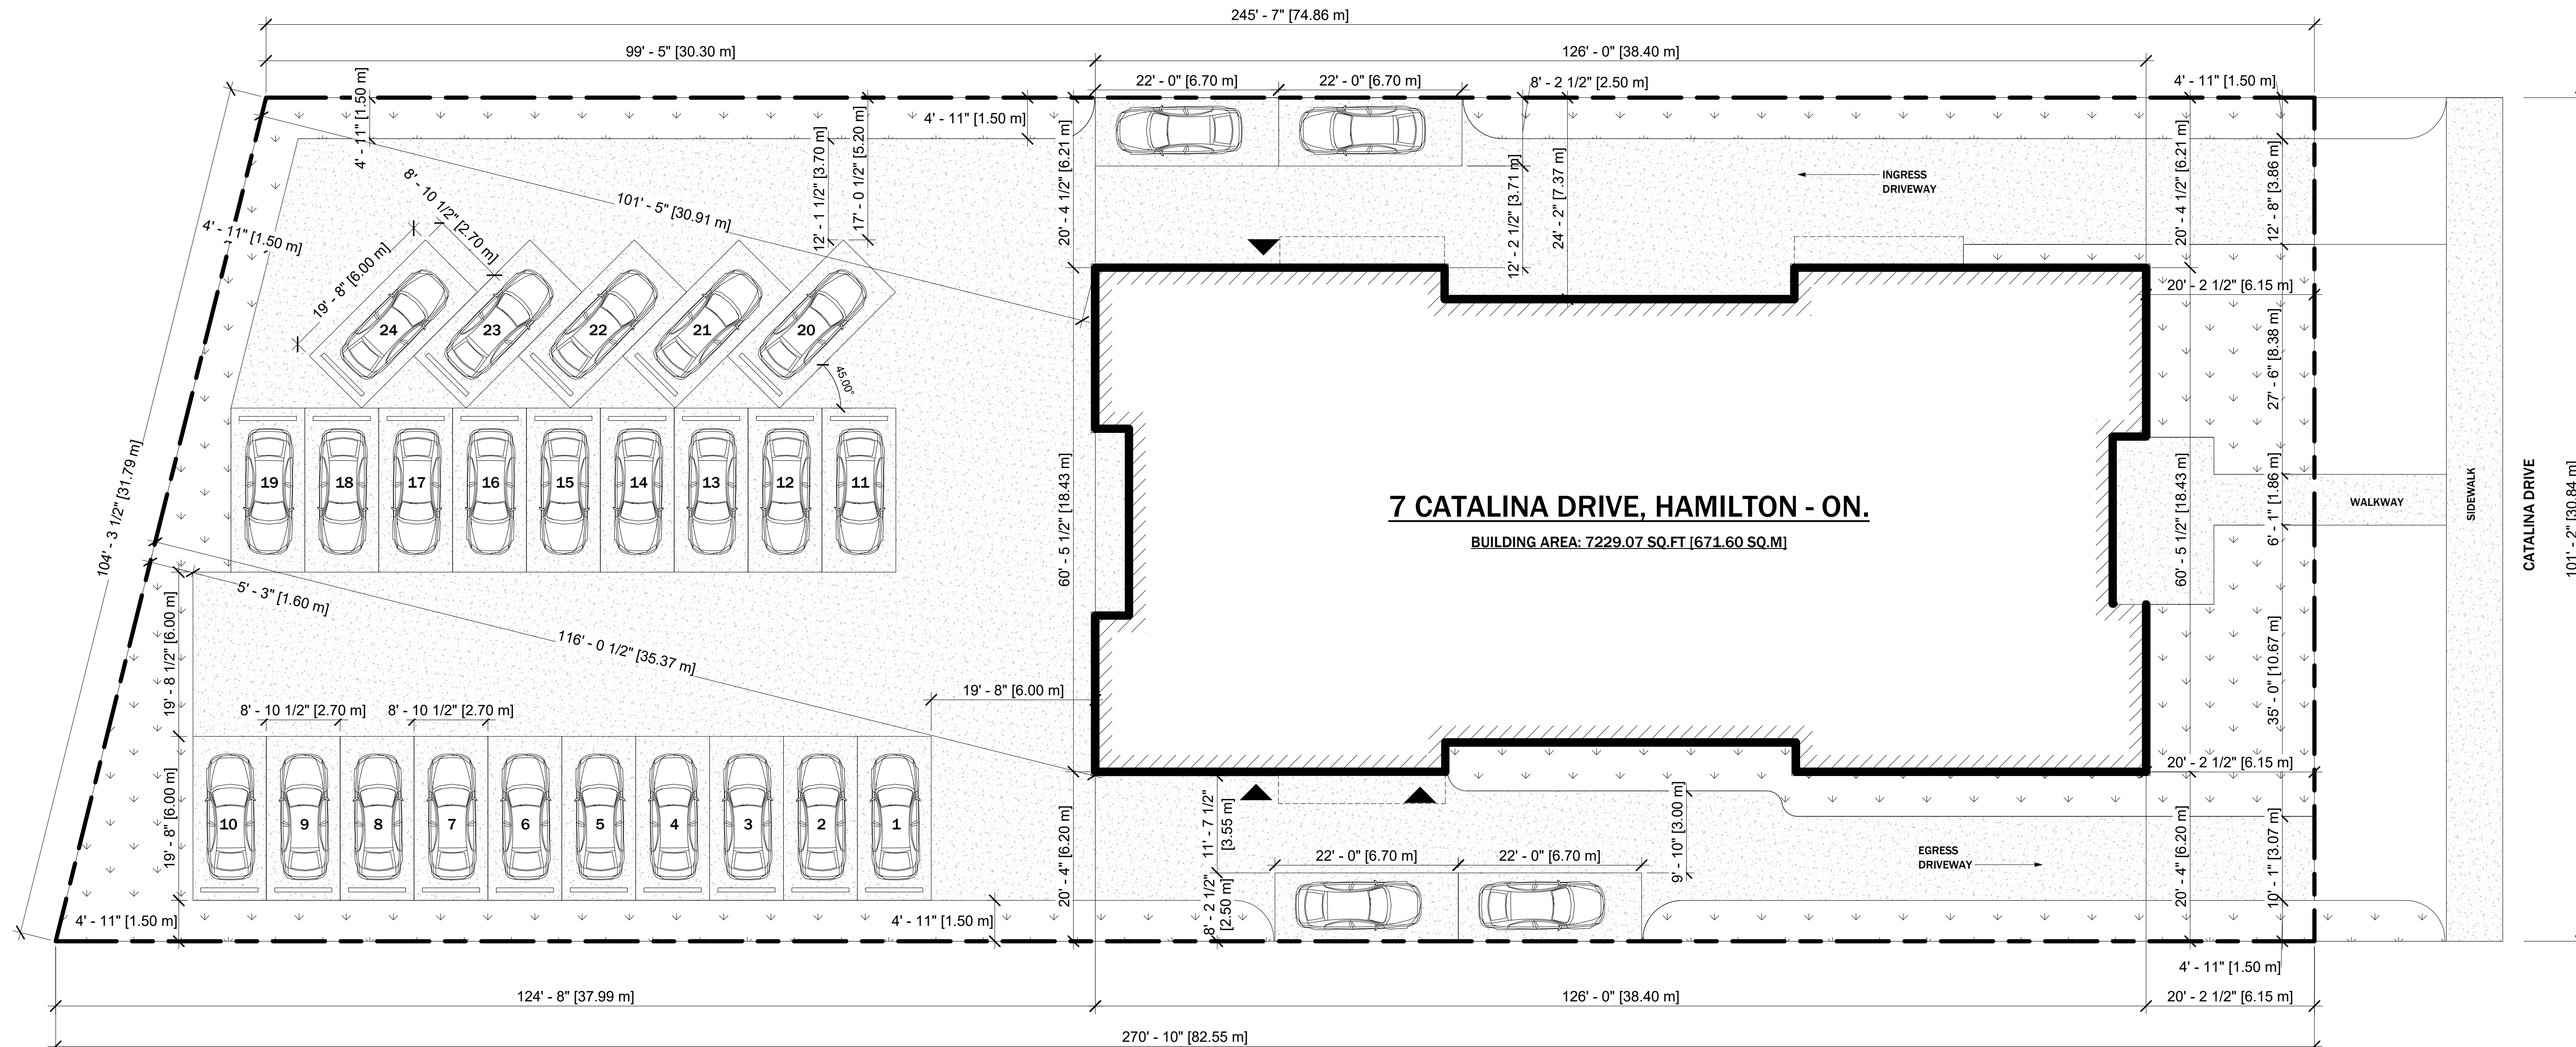 245' - 7" [74.86 m]
99' - 5" [30.30 m]
126' - 0" [38.40 m]
22' - 0" [6.70 m]
22' - 0" [6.70 m]
8' - 2 1/2" [2.50 m]
4' - 11" [1.50 m]
4' - 11" [1.50 m]
4' - 11" [1.50 m]
12' - 1 1/2" [3.70 m]
17' - 0 1/2" [5.20 m]
20' - 4 1/2" [6.21 m]
12' - 2 1/2" [3.71 m]
24' - 2" [7.37 m]
INGRESS
DRIVEWAY
20' - 4 1/2" [6.21 m]
12' - 8" [3.86 m]
8' - 10 1/2" [2.70 m]
101' - 5" [30.91 m]
4' - 11" [1.50 m]
19' - 8" [6.00 m]
20' - 2 1/2" [6.15 m]
27' - 6" [8.38 m]
24
23
22
21
20
45.00°
19
18
17
16
15
14
13
12
11
104' - 3 1/2" [31.79 m]
60' - 5 1/2" [18.43 m]
7 CATALINA DRIVE, HAMILTON - ON.
BUILDING AREA: 7229.07 SQ.FT [671.60 SQ.M]
60' - 5 1/2" [18.43 m]
6' - 1" [1.86 m]
WALKWAY
SIDEWALK
CATALINA DRIVE
101' - 2" [30.84 m]
5' - 3" [1.60 m]
19' - 8 1/2" [6.00 m]
116' - 0 1/2" [35.37 m]
19' - 8" [6.00 m]
35' - 0" [10.67 m]
8' - 10 1/2" [2.70 m]
8' - 10 1/2" [2.70 m]
20' - 2 1/2" [6.15 m]
19' - 8" [6.00 m]
10
9
8
7
6
5
4
3
2
1
20' - 4" [6.20 m]
11' - 7 1/2"
[3.55 m]
9' - 10" [3.00 m]
EGRESS
DRIVEWAY
20' - 4" [6.20 m]
10' - 1" [3.07 m]
22' - 0" [6.70 m]
22' - 0" [6.70 m]
8' - 2 1/2"
[2.50 m]
4' - 11" [1.50 m]
4' - 11" [1.50 m]
4' - 11" [1.50 m]
124' - 8" [37.99 m]
126' - 0" [38.40 m]
20' - 2 1/2" [6.15 m]
270' - 10" [82.55 m]